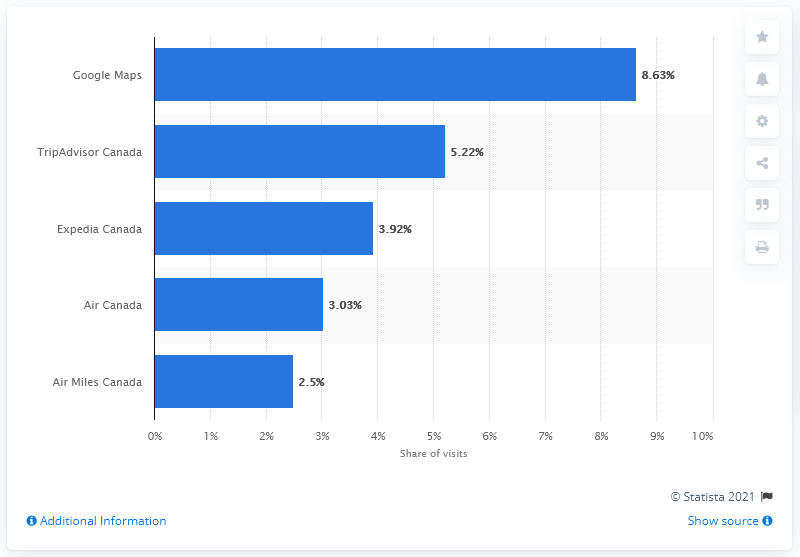 Google Maps 8.63%
TripAdvisor Canada 5.22%
Expedia Canada 3.92%
Air Canada 3.03%
Air Miles Canada 2.5%
0% 1% 2% 3% 4% 5% 6% 7% 8% 9% 10%
Share of visits
© Statista 2021
Additional Information Show source